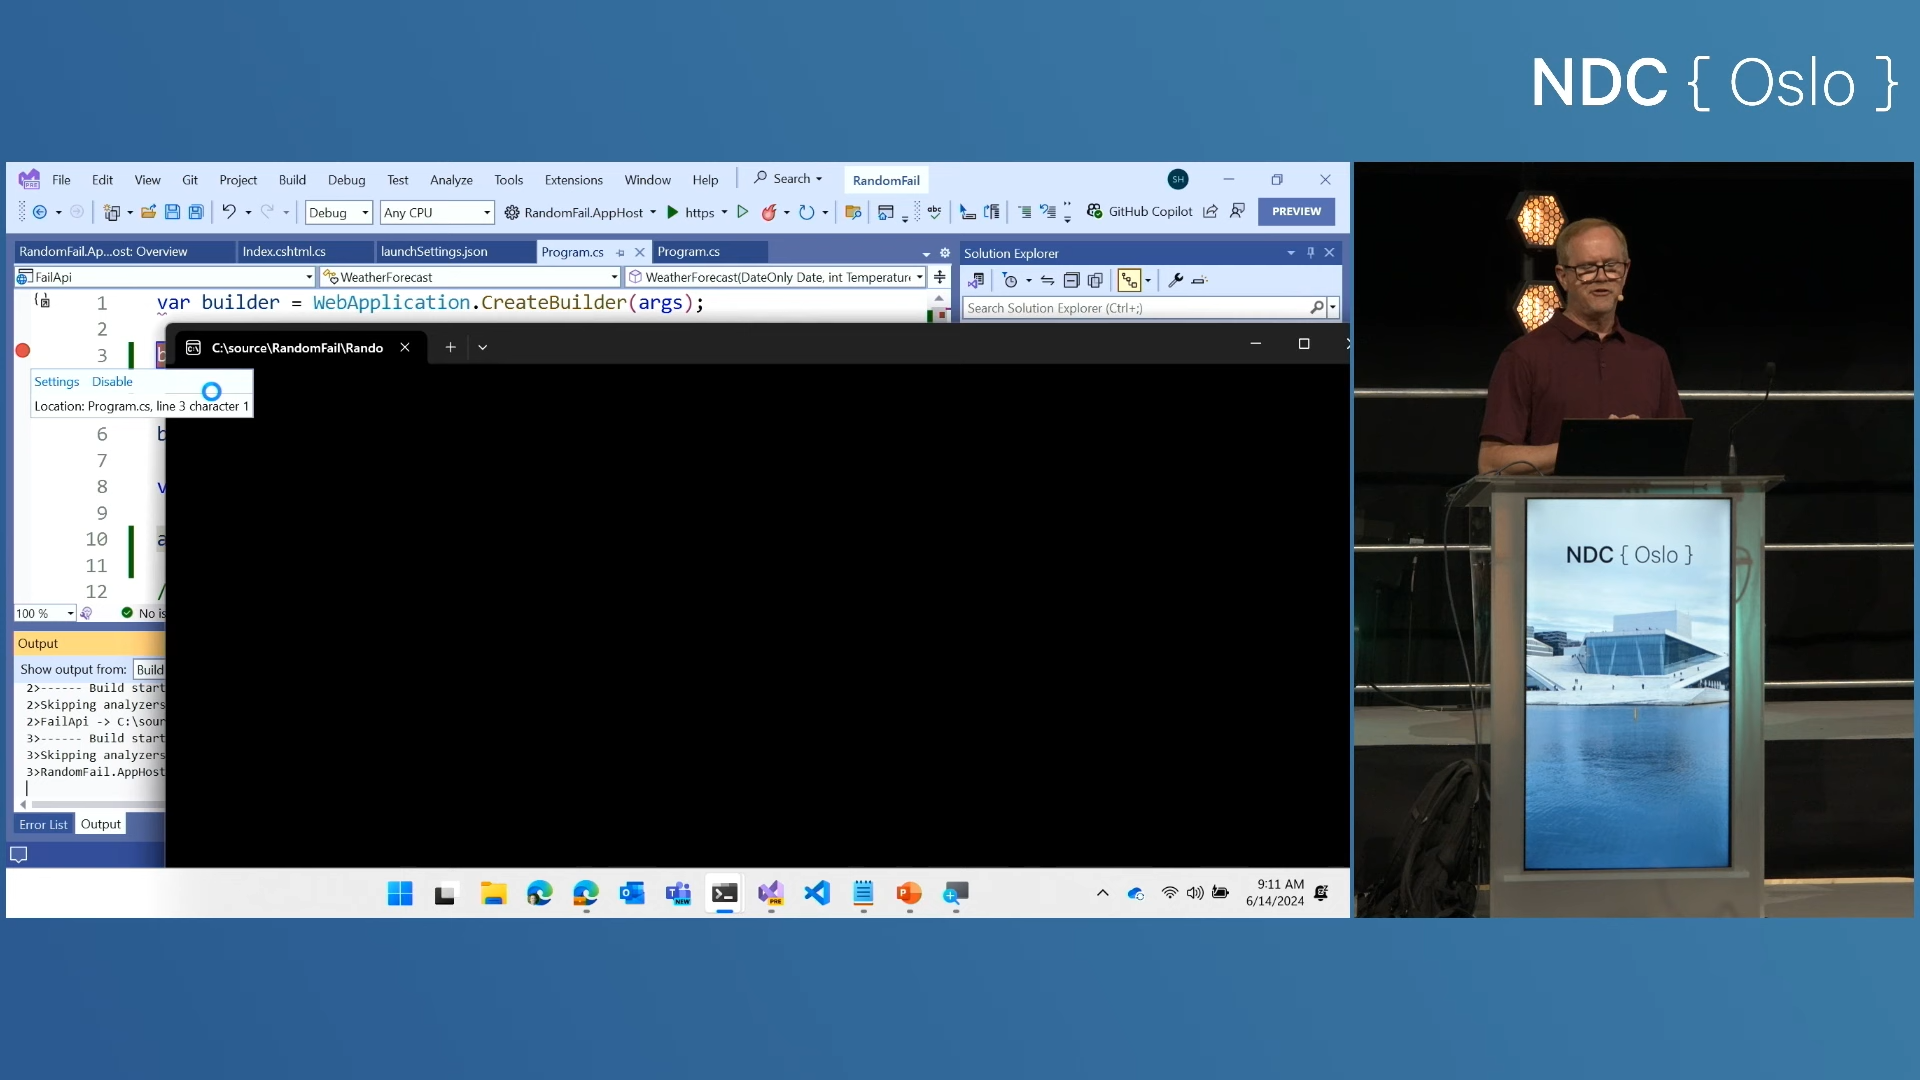 NDC { Oslo }
File Edit View Git Project Build Debug Test Analyze Tools Extensions Window Help Search RandomFail SH
Debug Any CPU RandomFail.AppHost https GitHub Copilot PREVIEW
RandomFail.Ap...ost: Overview Index.cshtml.cs launchSettings.json Program.cs Program.cs
Solution Explorer
FailApi WeatherForecast WeatherForecast(DateOnly Date, int Temperature
Search Solution Explorer (Ctrl+;)
1 var builder = WebApplication.CreateBuilder(args);
2
3 b
C:\source\RandomFail\Rando
Settings Disable
Location: Program.cs, line 3 character 1
6 b
7
8 v
9
10 a
11
12 /
100 % No is
Output
Show output from: Build
2>------ Build start
2>Skipping analyzers
2>FailApi -> C:\sour
3>------ Build start
3>Skipping analyzers
3>RandomFail.AppHost
Error List Output
9:11 AM
6/14/2024
NDC { Oslo }